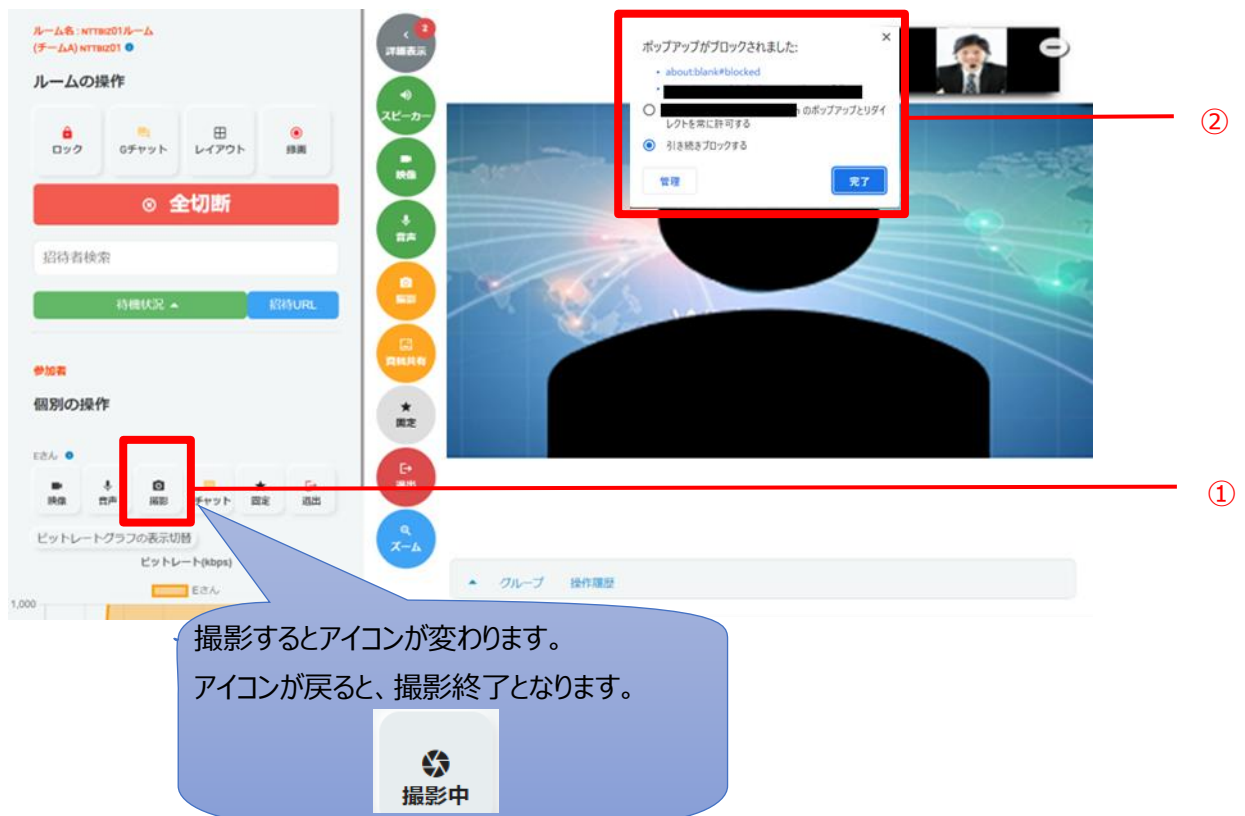 ルーム名 : NTTBIZ01ルーム
(チームA) NTTBIZ01
ルームの操作
ロック
Gチャット
レイアウト
録画
全切断
招待者検索
待機状況
招待URL
参加者
個別の操作
Eさん
映像
音声
撮影
チャット
固定
退出
ビットレートグラフの表示切替
ビットレート(kbps)
Eさん
1,000
2
詳細表示
スピーカー
映像
音声
撮影
資料共有
固定
退出
ズーム
ポップアップがブロックされました:
about:blank#blocked
のポップアップとリダイ
レクトを常に許可する
引き続きブロックする
管理
完了
②
①
グループ
操作履歴
撮影するとアイコンが変わります。
アイコンが戻ると、撮影終了となります。
撮影中